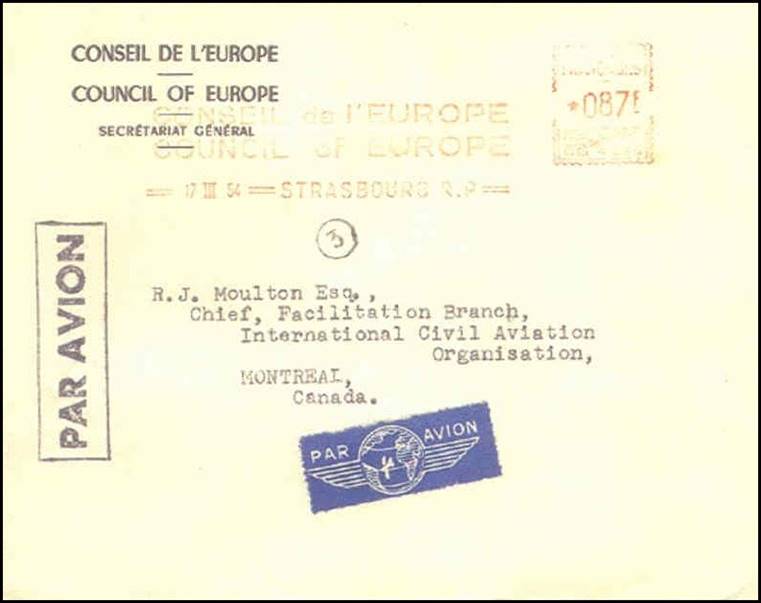 CONSEIL DE L'EUROPE
COUNCIL OF EUROPE
SECRÉTARIAT GÉNÉRAL
CONSEIL de l'EUROPE
COUNCIL of EUROPE
17 III 54 STRASBOURG R.P
*087
3
PAR AVION
R.J. Moulton Esq.,
Chief, Facilitation Branch,
International Civil Aviation
Organisation,
MONTREAL,
Canada.
PAR AVION